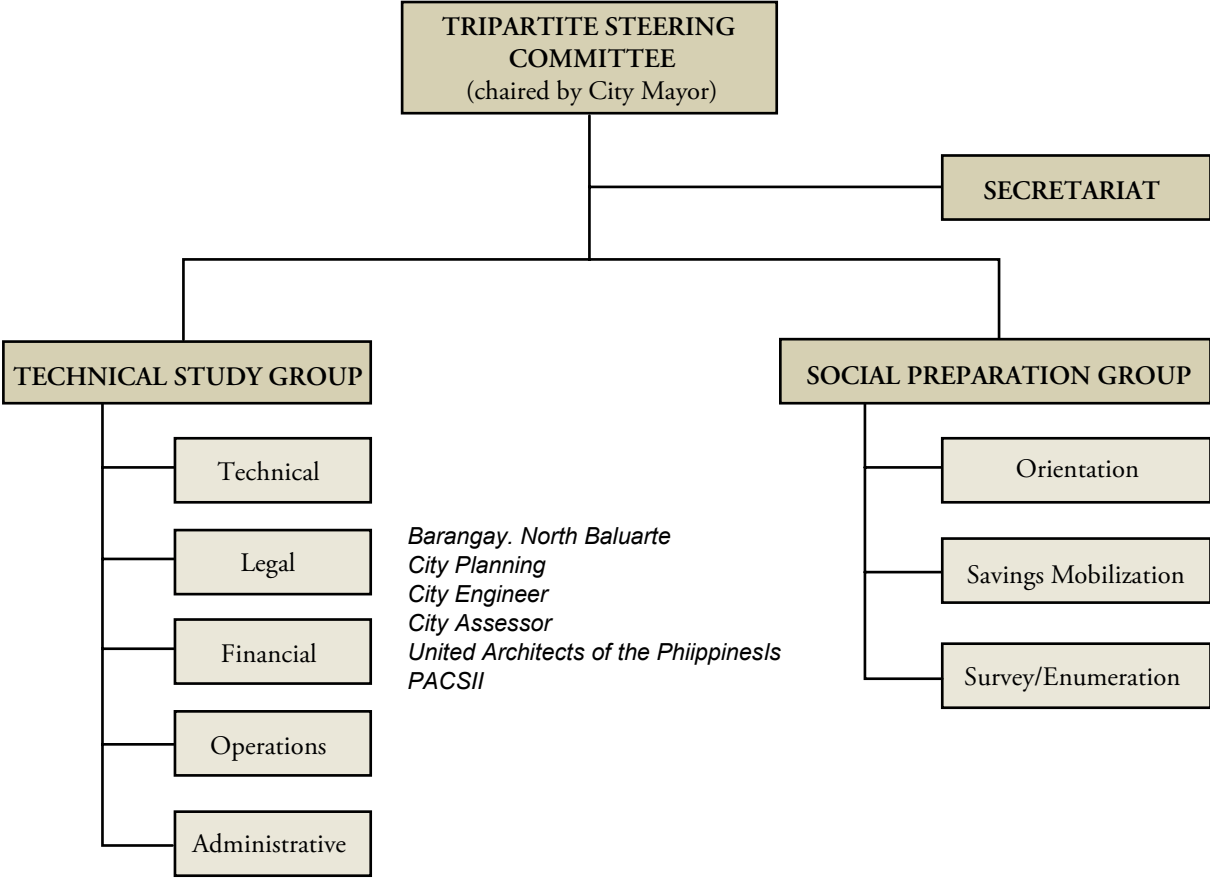 TRIPARTITE STEERING
COMMITTEE
(chaired by City Mayor)
SECRETARIAT
TECHNICAL STUDY GROUP
Technical
Legal
Financial
Operations
Administrative
Barangay. North Baluarte
City Planning
City Engineer
City Assessor
United Architects of the PhiippinesIs
PACSII
SOCIAL PREPARATION GROUP
Orientation
Savings Mobilization
Survey/Enumeration